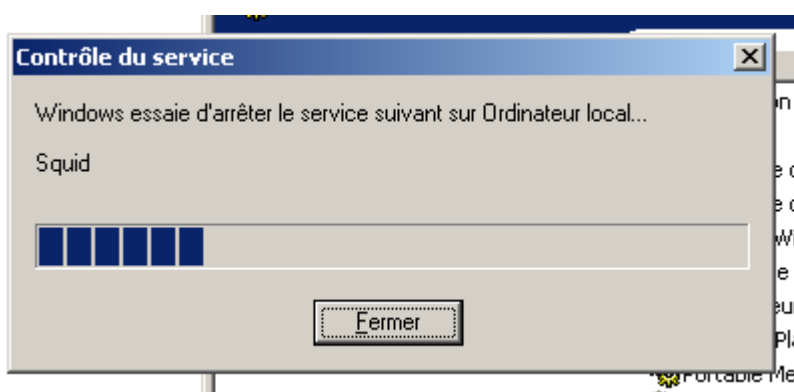 Contrôle du service
Windows essaie d'arrêter le service suivant sur Ordinateur local...
Squid
Fermer